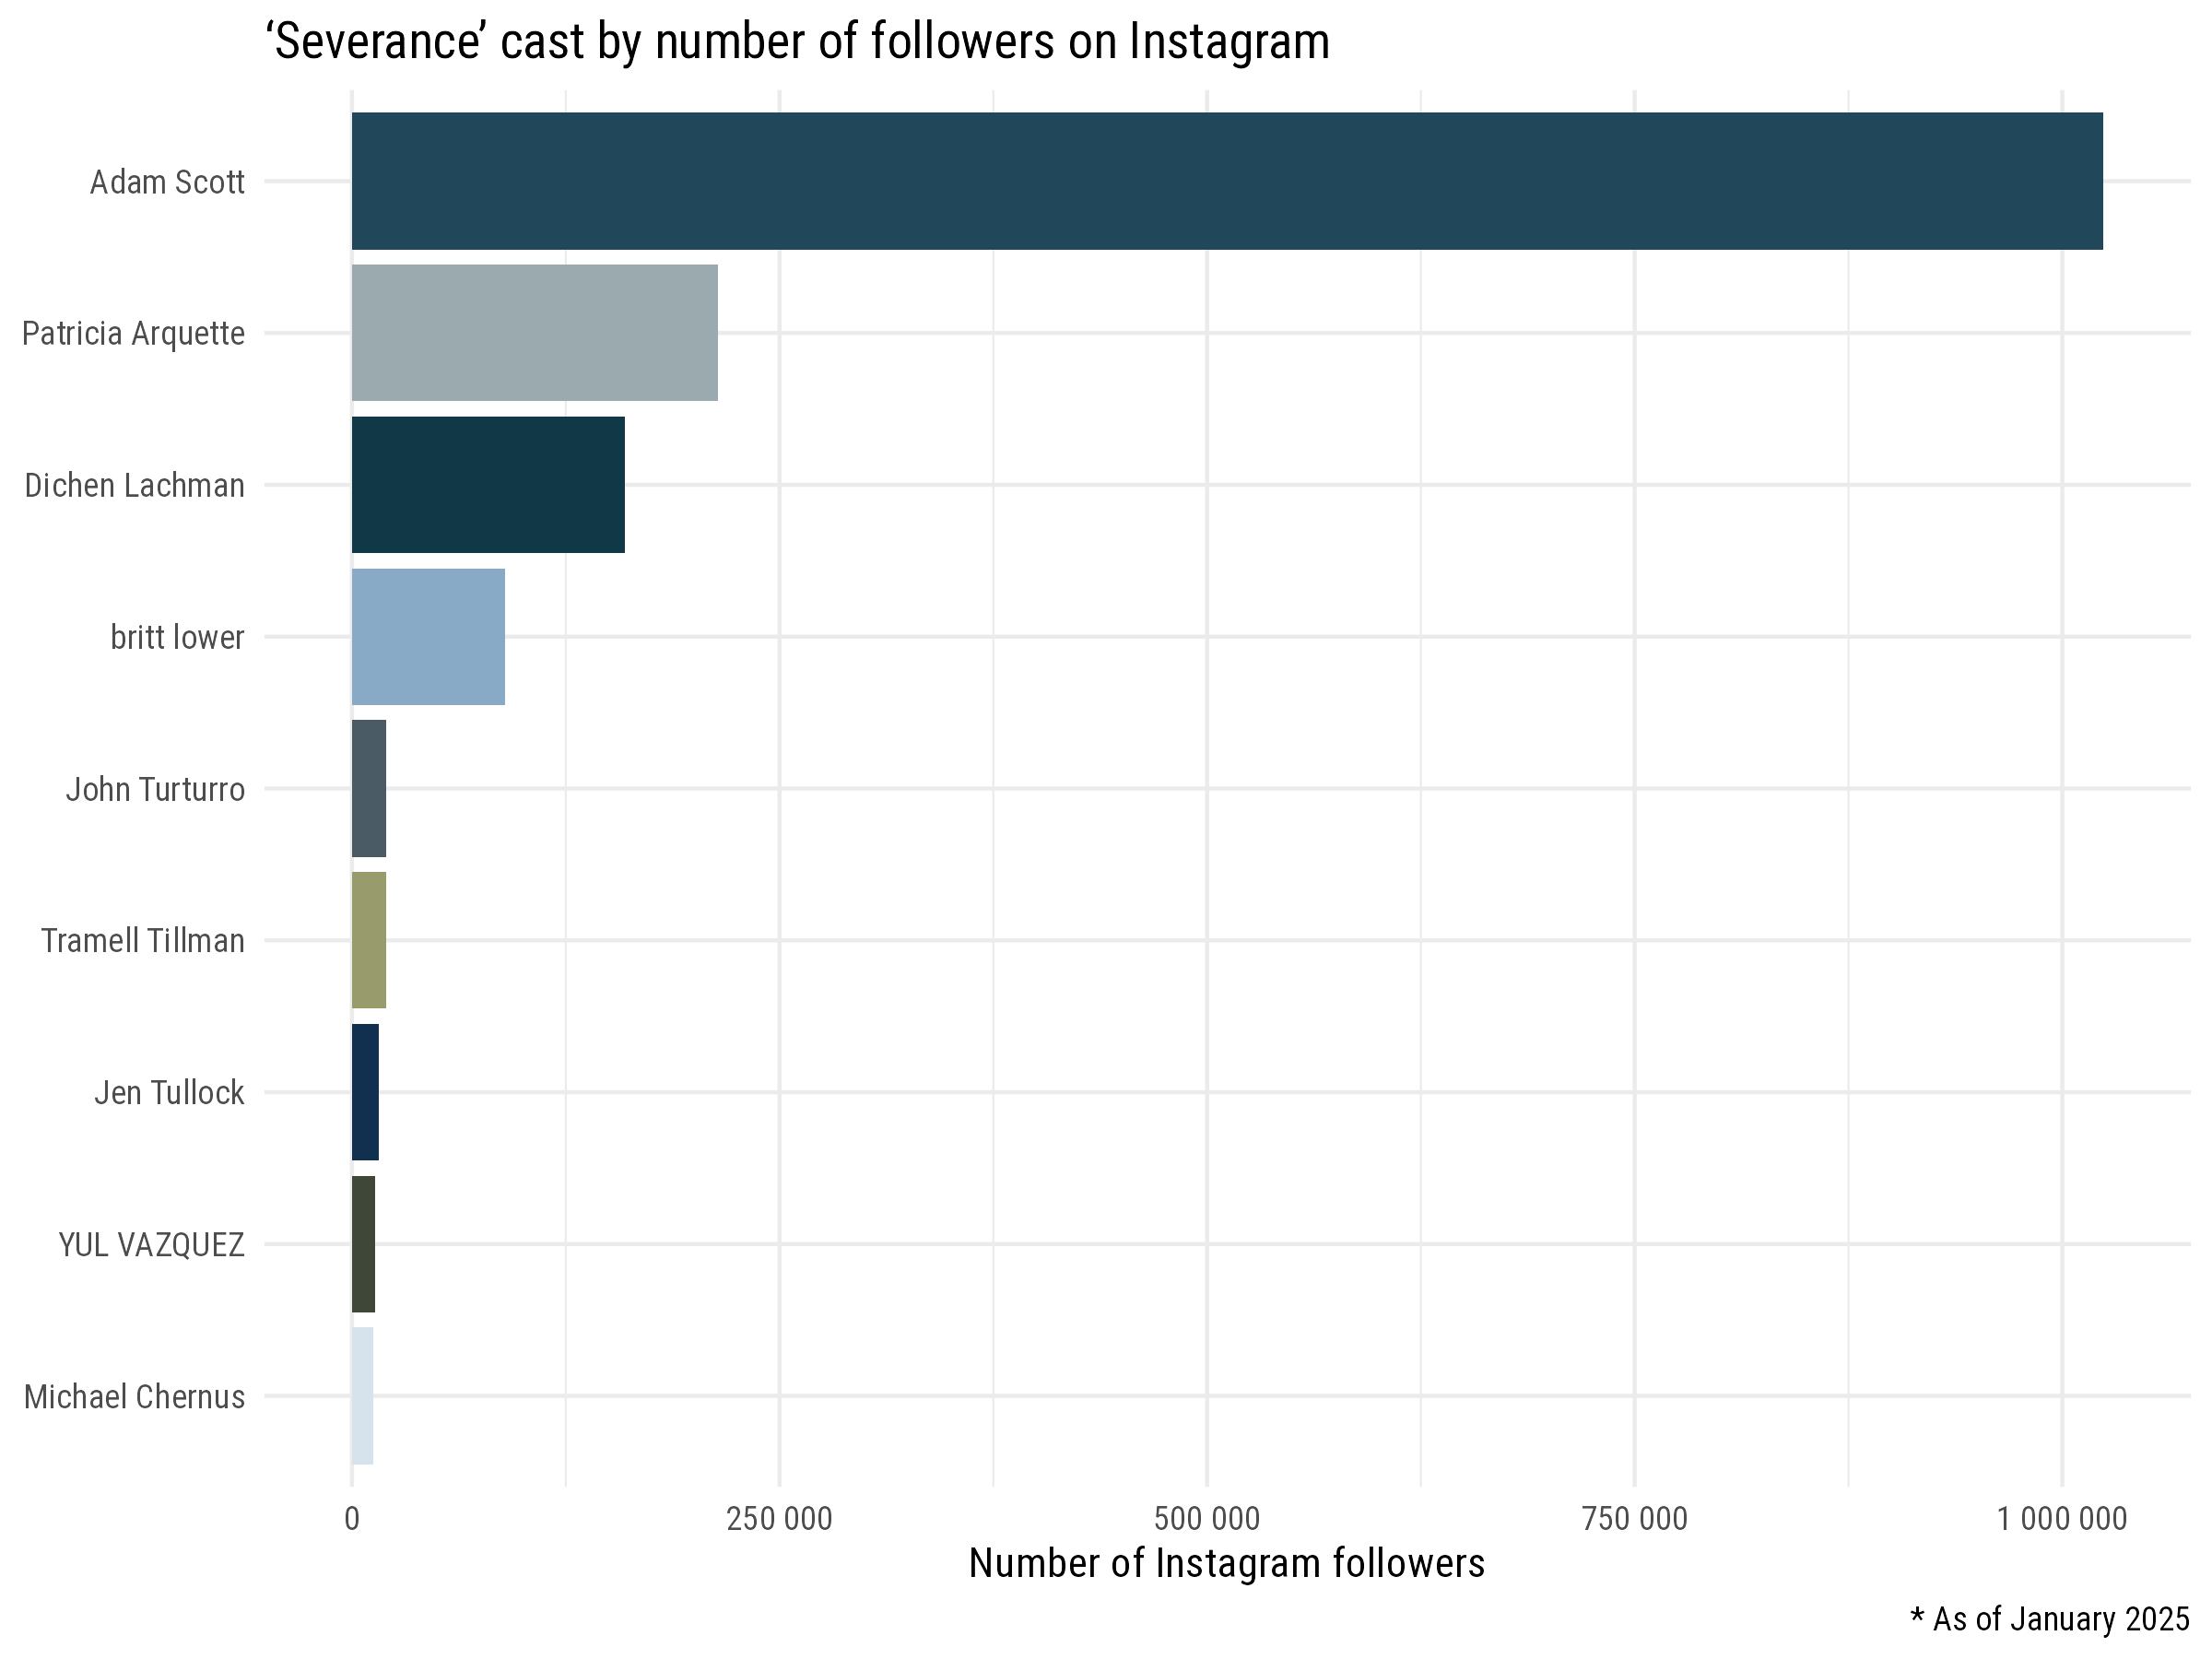 ‘Severance’ cast by number of followers on Instagram
Adam Scott
Patricia Arquette
Dichen Lachman
britt lower
John Turturro
Tramell Tillman
Jen Tullock
YUL VAZQUEZ
Michael Chernus
0 250 000 500 000 750 000 1 000 000
Number of Instagram followers
* As of January 2025